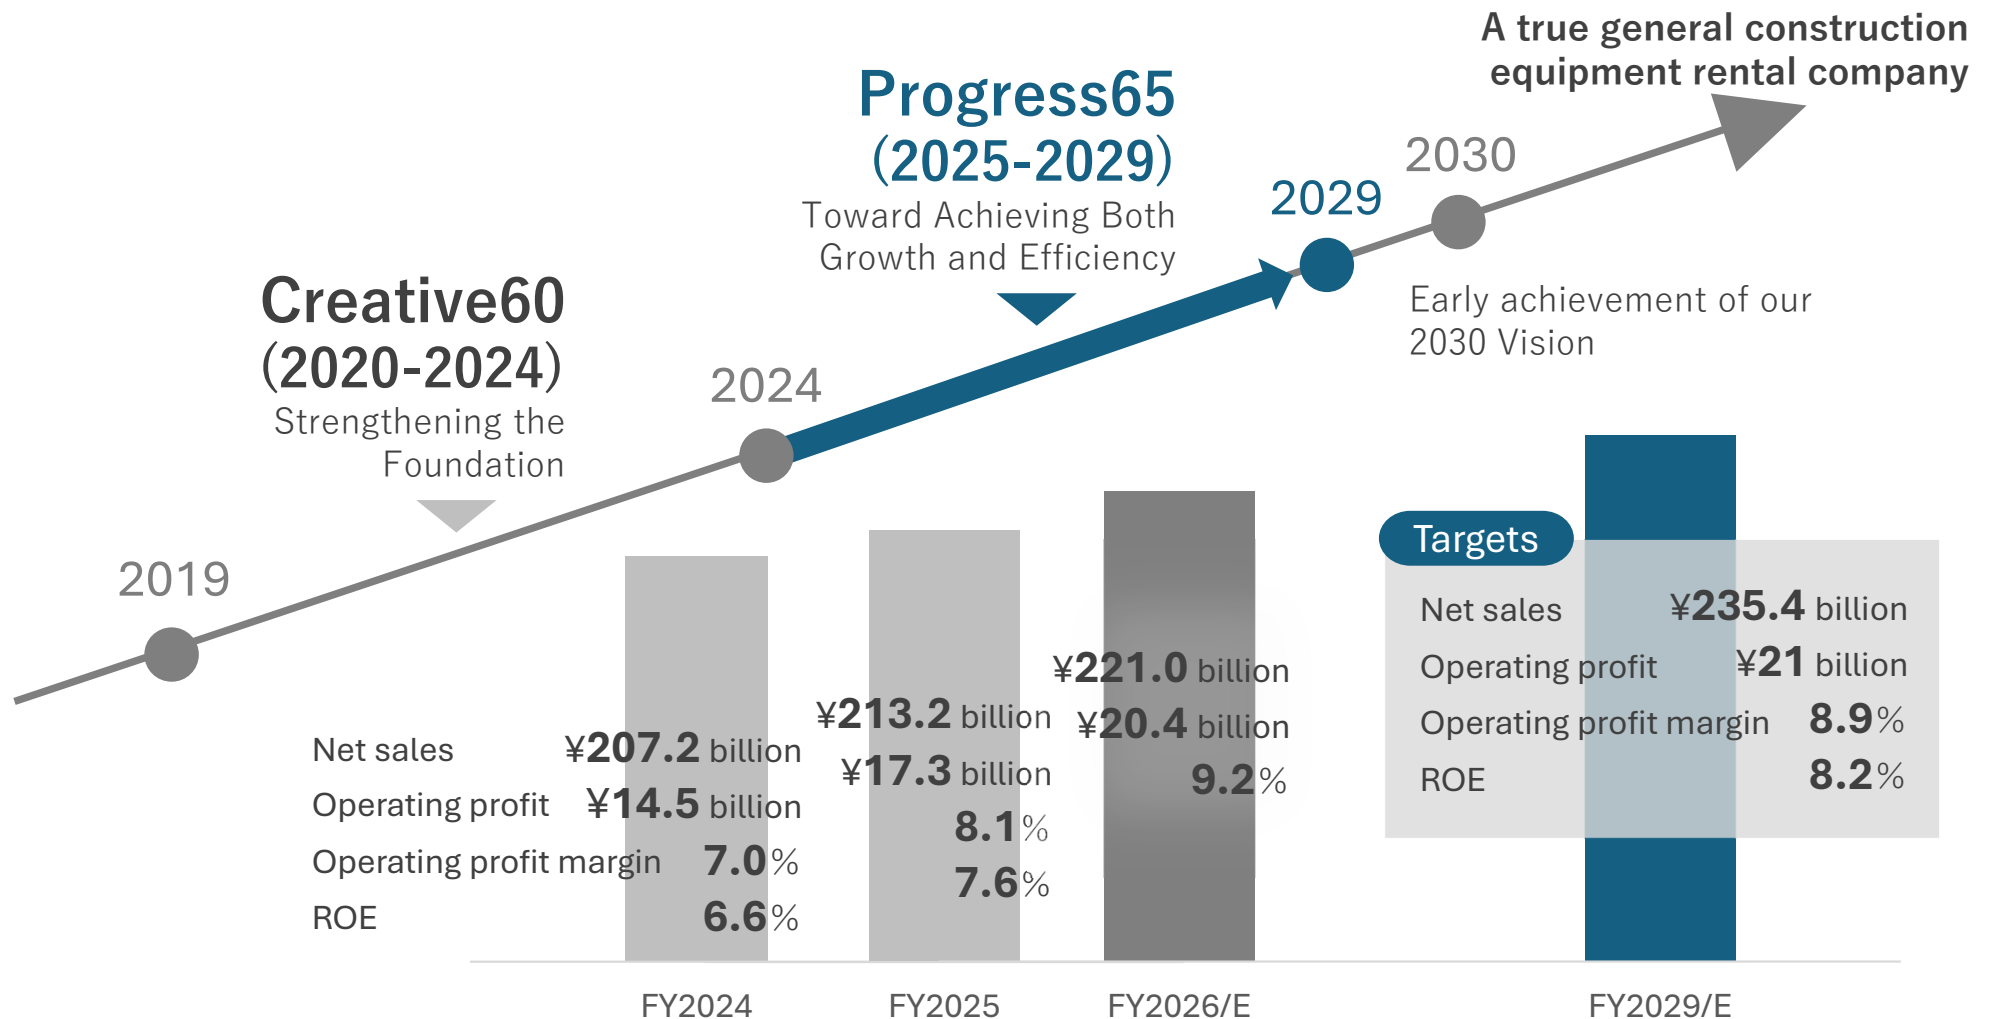 A true general construction
equipment rental company
Progress65
(2025-2029)
Toward Achieving Both
Growth and Efficiency
2030
2029
Early achievement of our
2030 Vision
Creative60
(2020-2024)
Strengthening the
Foundation
2024
2019
Net sales ¥207.2 billion
Operating profit ¥14.5 billion
Operating profit margin 7.0%
ROE 6.6%
¥213.2 billion
¥17.3 billion
8.1%
7.6%
¥221.0 billion
¥20.4 billion
9.2%
Targets
Net sales ¥235.4 billion
Operating profit ¥21 billion
Operating profit margin 8.9%
ROE 8.2%
FY2024 FY2025 FY2026/E FY2029/E